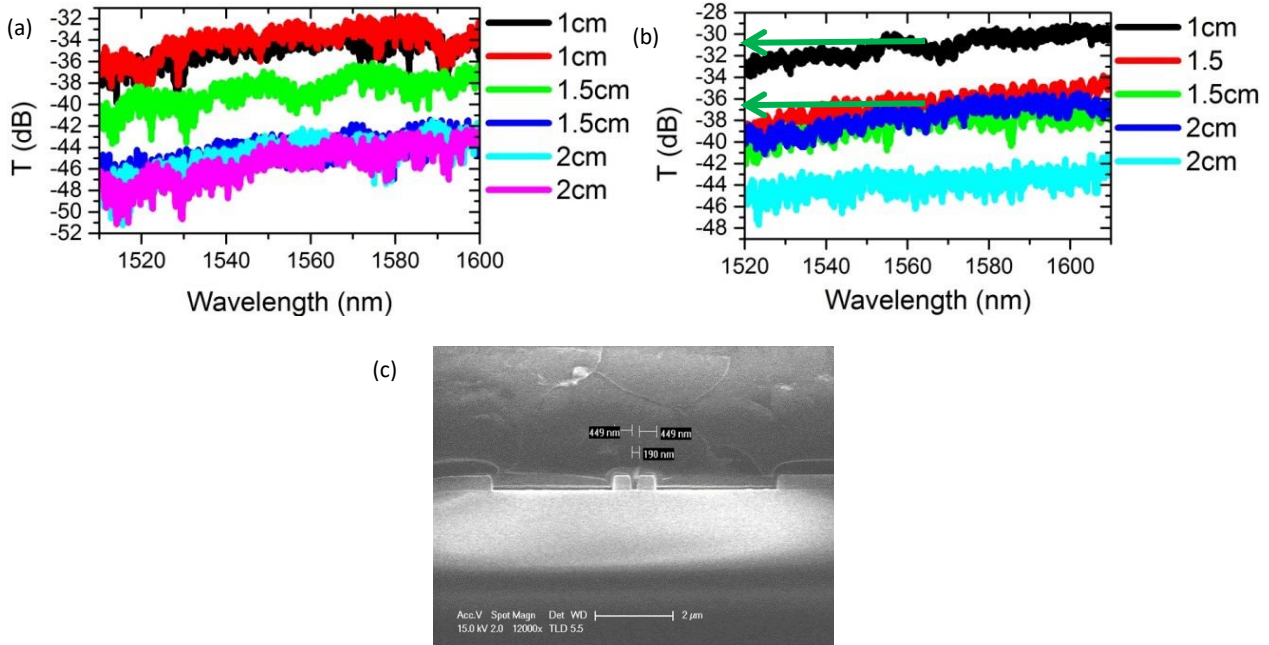 (a)
-32
-34
-36
-38
-40
-42
-44
-46
-48
-50
-52
T (dB)
1520 1540 1560 1580 1600
Wavelength (nm)
1cm
1cm
1.5cm
1.5cm
2cm
2cm
(b)
-28
-30
-32
-34
-36
-38
-40
-42
-44
-46
-48
T (dB)
1520 1540 1560 1580 1600
Wavelength (nm)
1cm
1.5
1.5cm
2cm
2cm
(c)
449 nm 449 nm
190 nm
Acc.V Spot Magn Det WD 2 µm
15.0 kV 2.0 12000x TLD 5.5